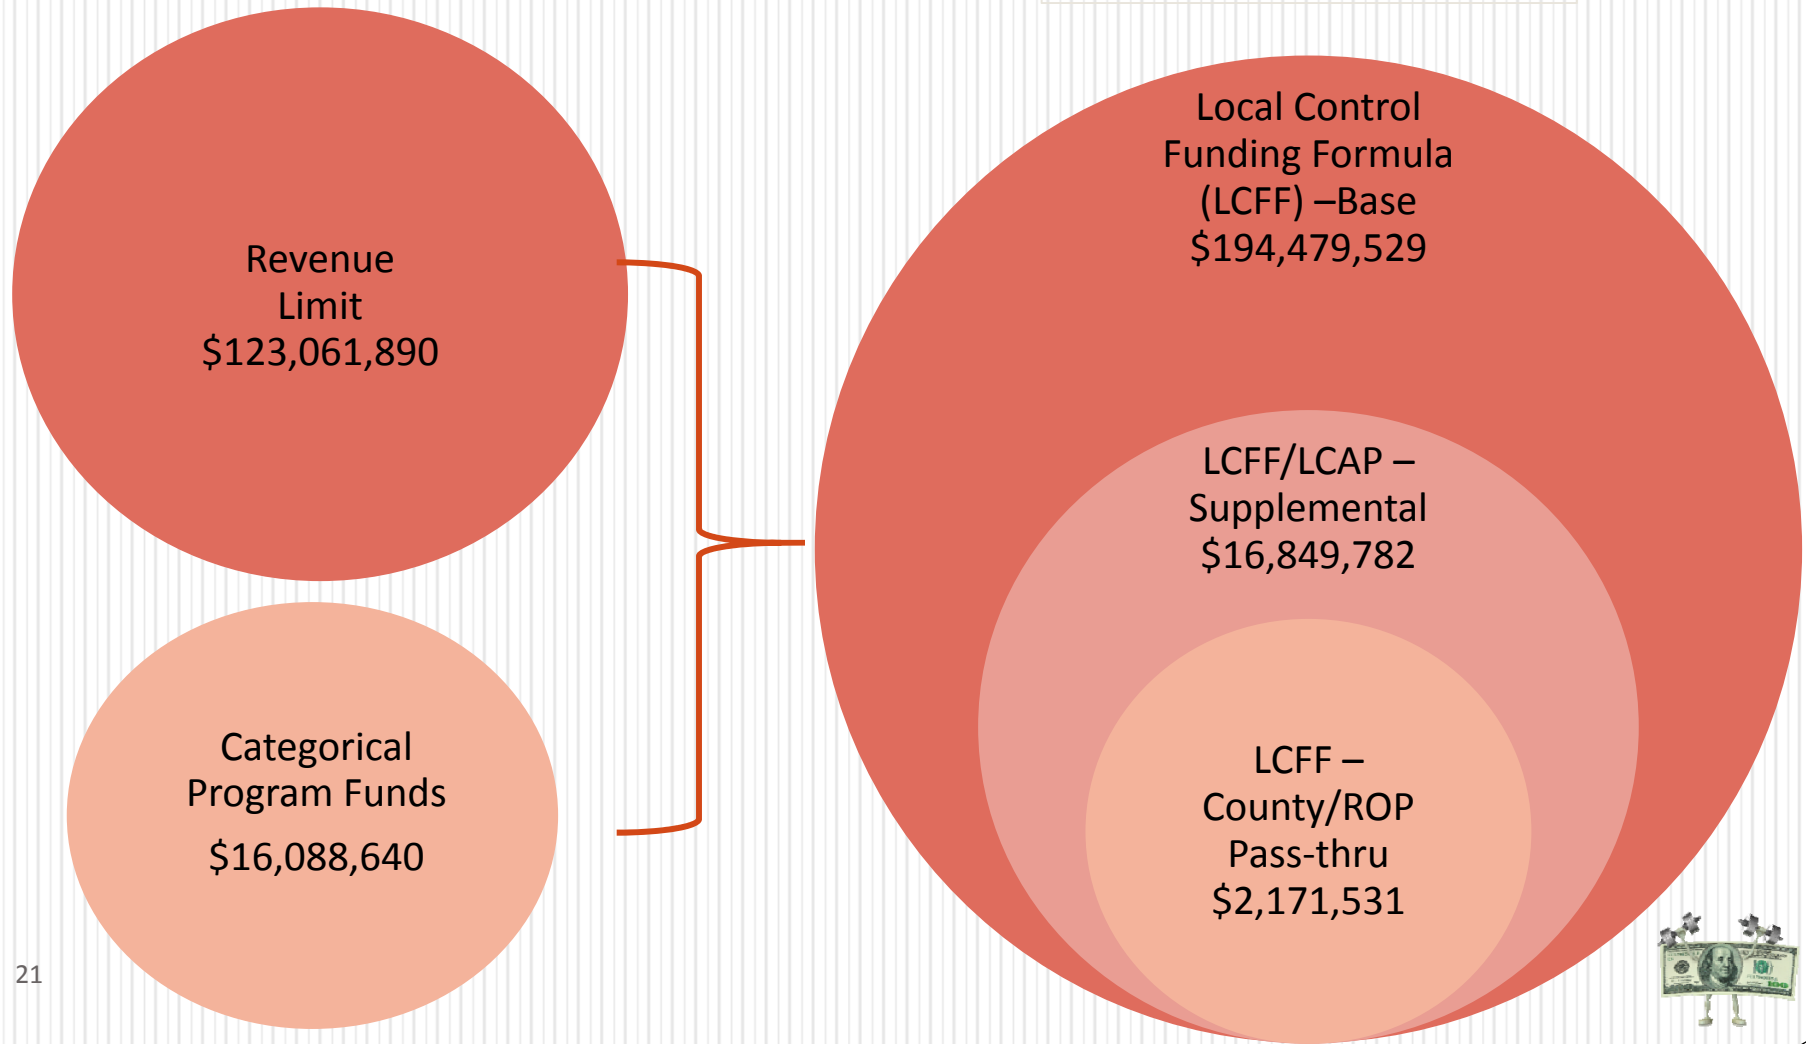 Revenue
Limit
$123,061,890
Categorical
Program Funds
$16,088,640
Local Control
Funding Formula
(LCFF) –Base
$194,479,529
LCFF/LCAP –
Supplemental
$16,849,782
LCFF –
County/ROP
Pass-thru
$2,171,531
21
100